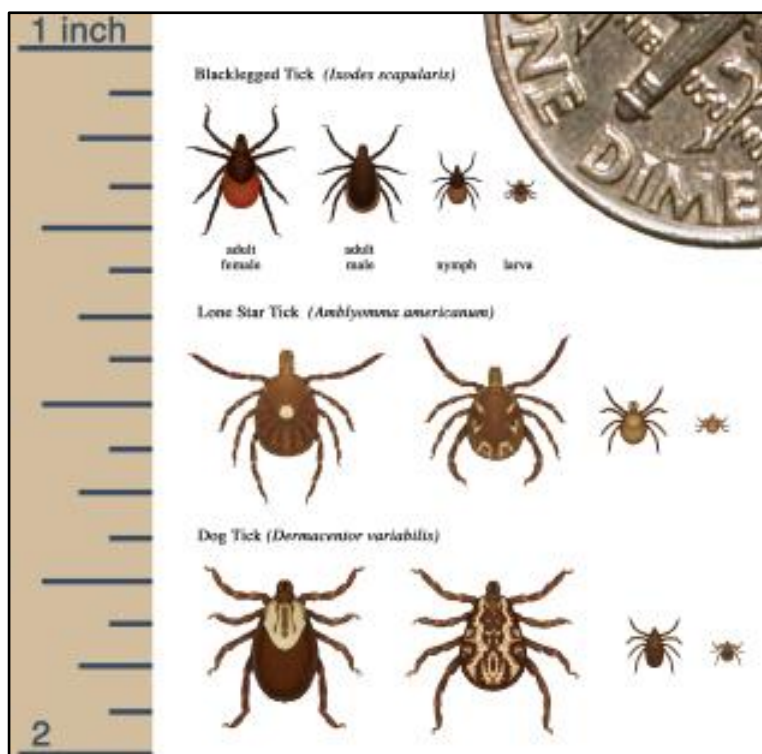 1 inch
ONE DIME
Blacklegged Tick (Ixodes scapularis)
adult
female
adult
male
nymph
larva
Lone Star Tick (Amblyomma americanum)
Dog Tick (Dermacentor variabilis)
2